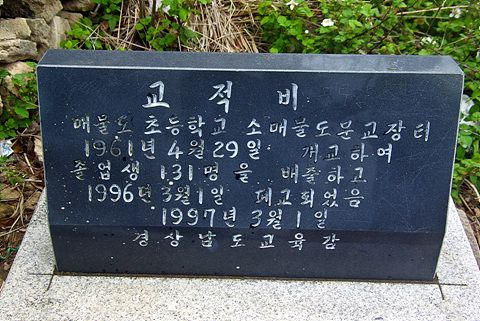 교 적 비
매물도 초등학교 소매물도분교장터
1961년 4월 29일 개교하여
졸업생 131명을 배출하고
1996년 3월 1일 폐교되었음
1997년 3월 1일
경상남도교육감